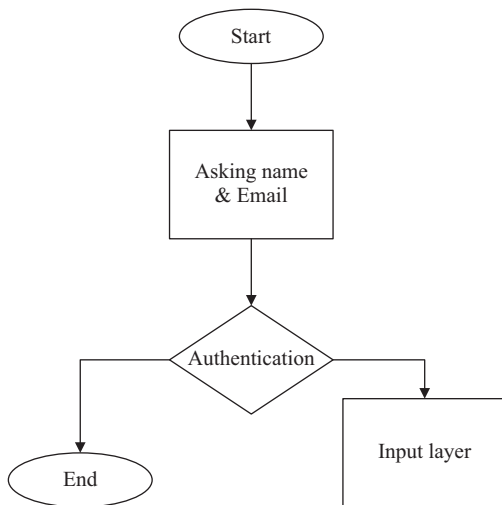 Start
Asking name
& Email
Authentication
End
Input layer